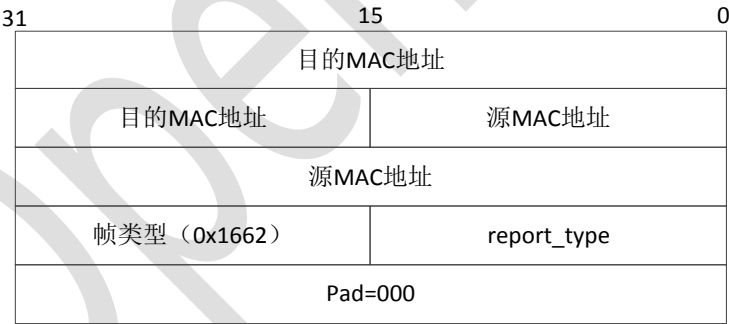 31 15 0
目的MAC地址
目的MAC地址 源MAC地址
源MAC地址
帧类型（0x1662） report_type
Pad=000